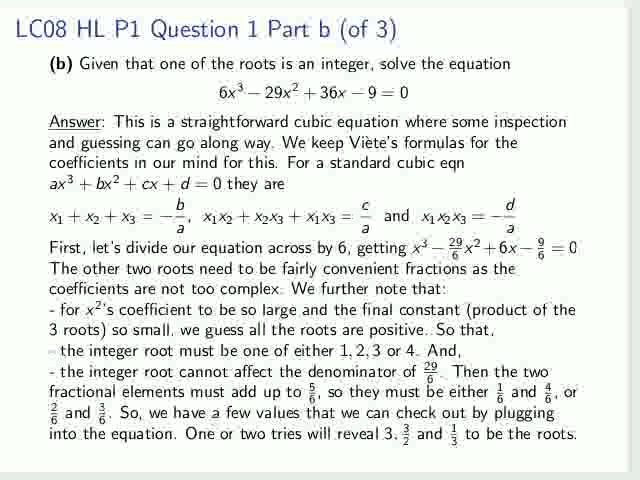 LC08 HL P1 Question 1 Part b (of 3)
(b) Given that one of the roots is an integer, solve the equation
6x³ − 29x² + 36x − 9 = 0
Answer: This is a straightforward cubic equation where some inspection
and guessing can go along way. We keep Viète's formulas for the
coefficients in our mind for this. For a standard cubic eqn
ax³ + bx² + cx + d = 0 they are
x₁ + x₂ + x₃ = −b/a, x₁x₂ + x₂x₃ + x₁x₃ = c/a and x₁x₂x₃ = −d/a
First, let's divide our equation across by 6, getting x³ − 29/6x² + 6x − 9/6 = 0
The other two roots need to be fairly convenient fractions as the
coefficients are not too complex. We further note that:
- for x²'s coefficient to be so large and the final constant (product of the
3 roots) so small, we guess all the roots are positive. So that,
- the integer root must be one of either 1, 2, 3 or 4. And,
- the integer root cannot affect the denominator of 29/6. Then the two
fractional elements must add up to 5/6, so they must be either 1/6 and 4/6, or
2/6 and 3/6. So, we have a few values that we can check out by plugging
into the equation. One or two tries will reveal 3, 3/2 and 1/3 to be the roots.